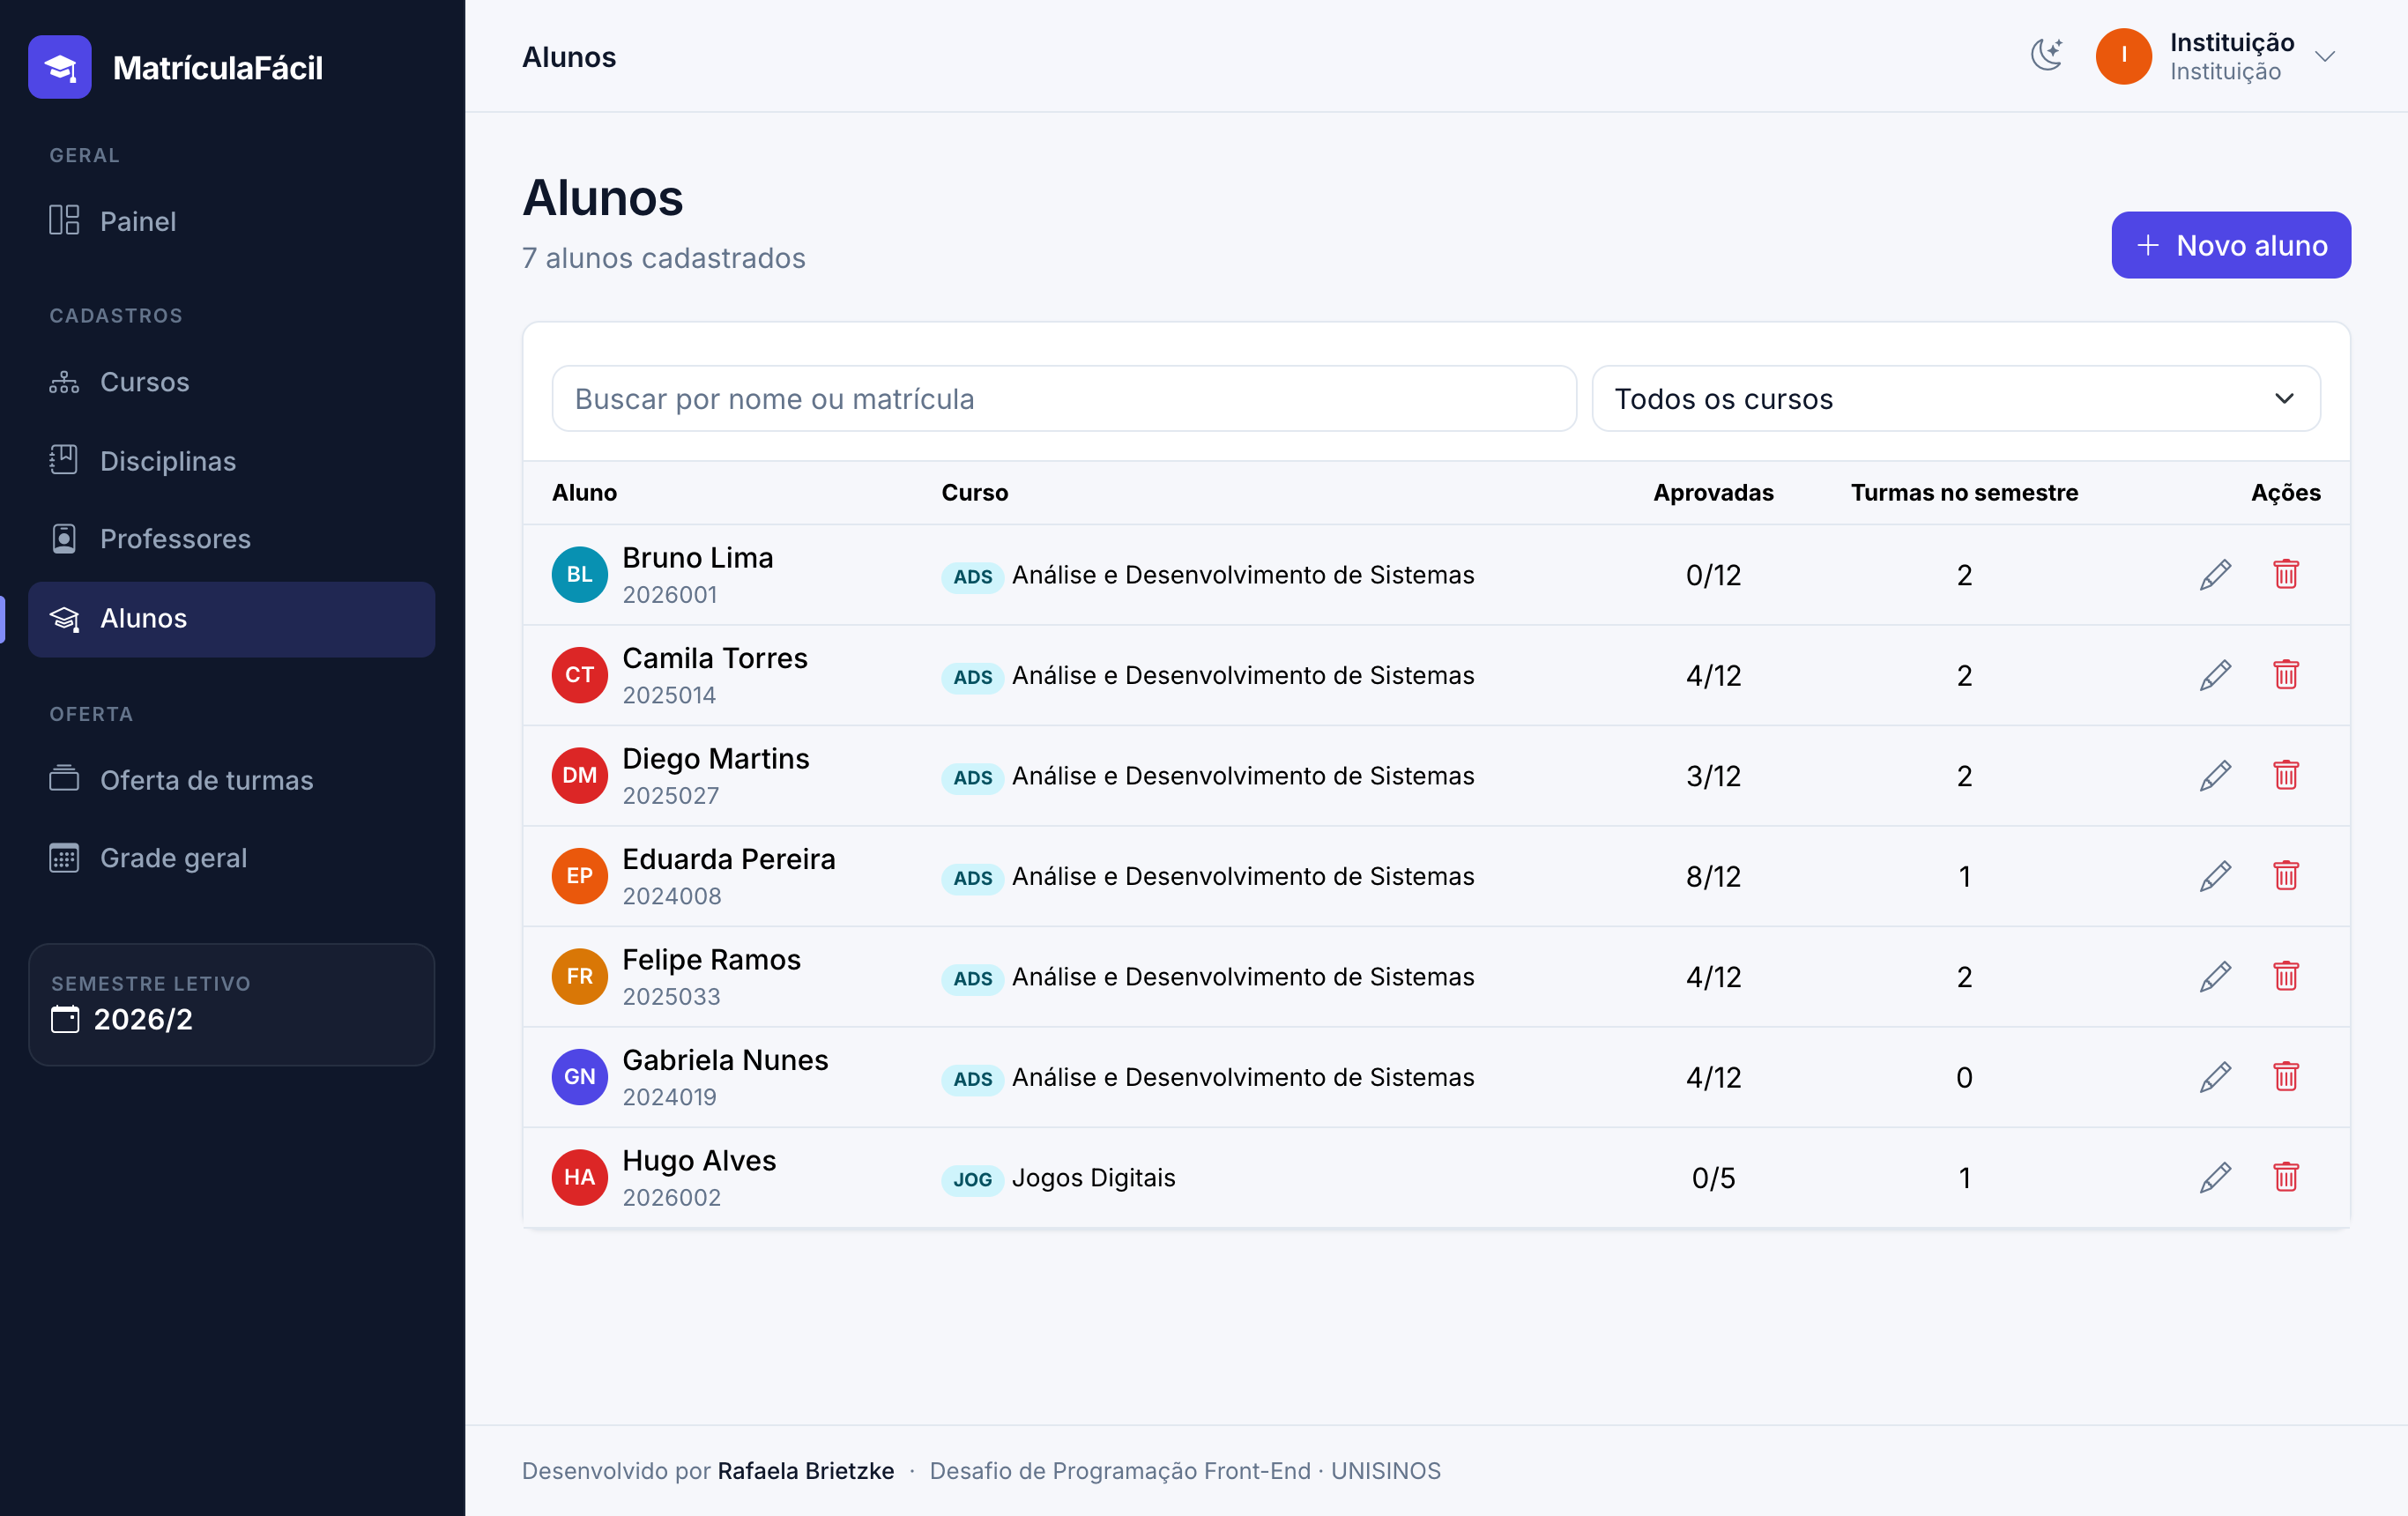 MatrículaFácil
GERAL
Painel
CADASTROS
Cursos
Disciplinas
Professores
Alunos
OFERTA
Oferta de turmas
Grade geral
SEMESTRE LETIVO
2026/2
Alunos
I
Instituição
Instituição
Alunos
7 alunos cadastrados
+ Novo aluno
Buscar por nome ou matrícula
Todos os cursos
Aluno Curso Aprovadas Turmas no semestre Ações
BL Bruno Lima
2026001
ADS Análise e Desenvolvimento de Sistemas 0/12 2
CT Camila Torres
2025014
ADS Análise e Desenvolvimento de Sistemas 4/12 2
DM Diego Martins
2025027
ADS Análise e Desenvolvimento de Sistemas 3/12 2
EP Eduarda Pereira
2024008
ADS Análise e Desenvolvimento de Sistemas 8/12 1
FR Felipe Ramos
2025033
ADS Análise e Desenvolvimento de Sistemas 4/12 2
GN Gabriela Nunes
2024019
ADS Análise e Desenvolvimento de Sistemas 4/12 0
HA Hugo Alves
2026002
JOG Jogos Digitais 0/5 1
Desenvolvido por Rafaela Brietzke · Desafio de Programação Front-End · UNISINOS